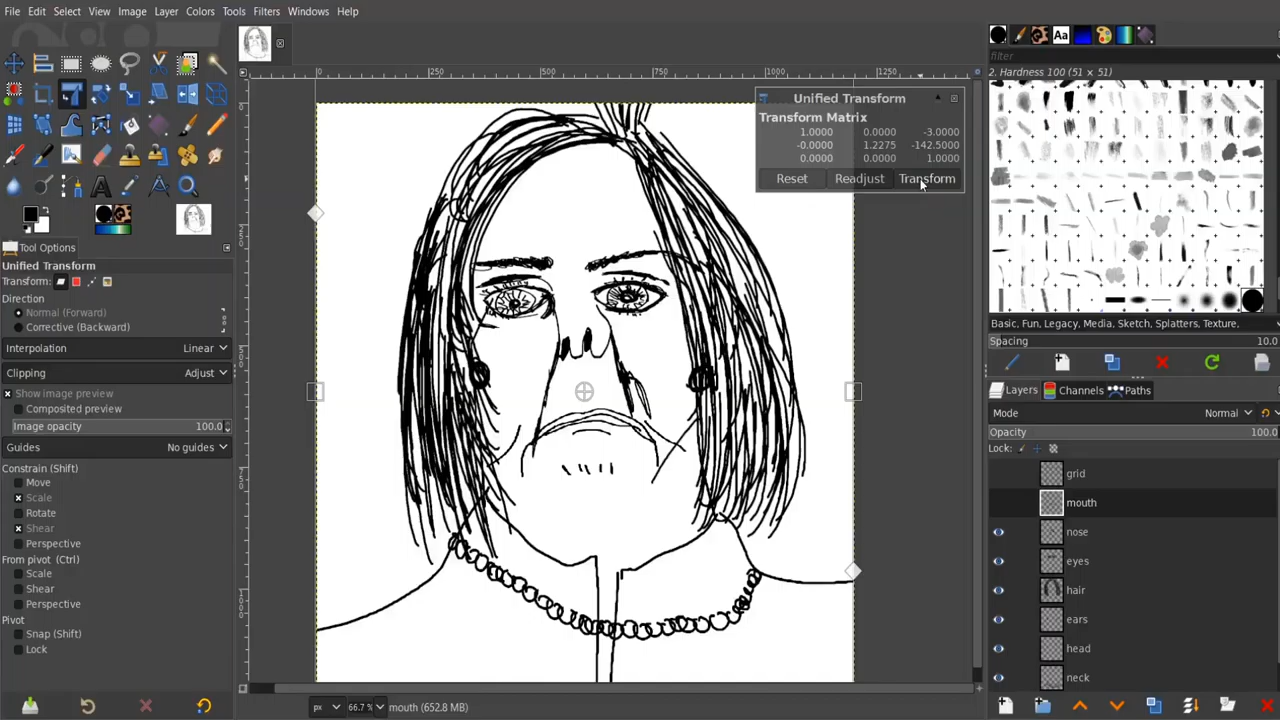 File Edit Select View Image Layer Colors Tools Filters Windows Help
filter
2. Hardness 100 (51 × 51)
Basic, Fun, Legacy, Media, Sketch, Splatters, Texture,
Spacing 10.0
Layers Channels Paths
Mode Normal
Opacity 100.0
Lock:
grid
mouth
nose
eyes
hair
ears
head
neck
Unified Transform
Transform Matrix
1.0000 0.0000 -3.0000
-0.0000 1.2275 -142.5000
0.0000 0.0000 1.0000
Reset Readjust Transform
Tool Options
Unified Transform
Transform:
Direction
Normal (Forward)
Corrective (Backward)
Interpolation Linear
Clipping Adjust
Show image preview
Composited preview
Image opacity 100.0
Guides No guides
Constrain (Shift)
Move
Scale
Rotate
Shear
Perspective
From pivot (Ctrl)
Scale
Shear
Perspective
Pivot
Snap (Shift)
Lock
0 250 500 750 1000 1250
px 66.7 % mouth (652.8 MB)